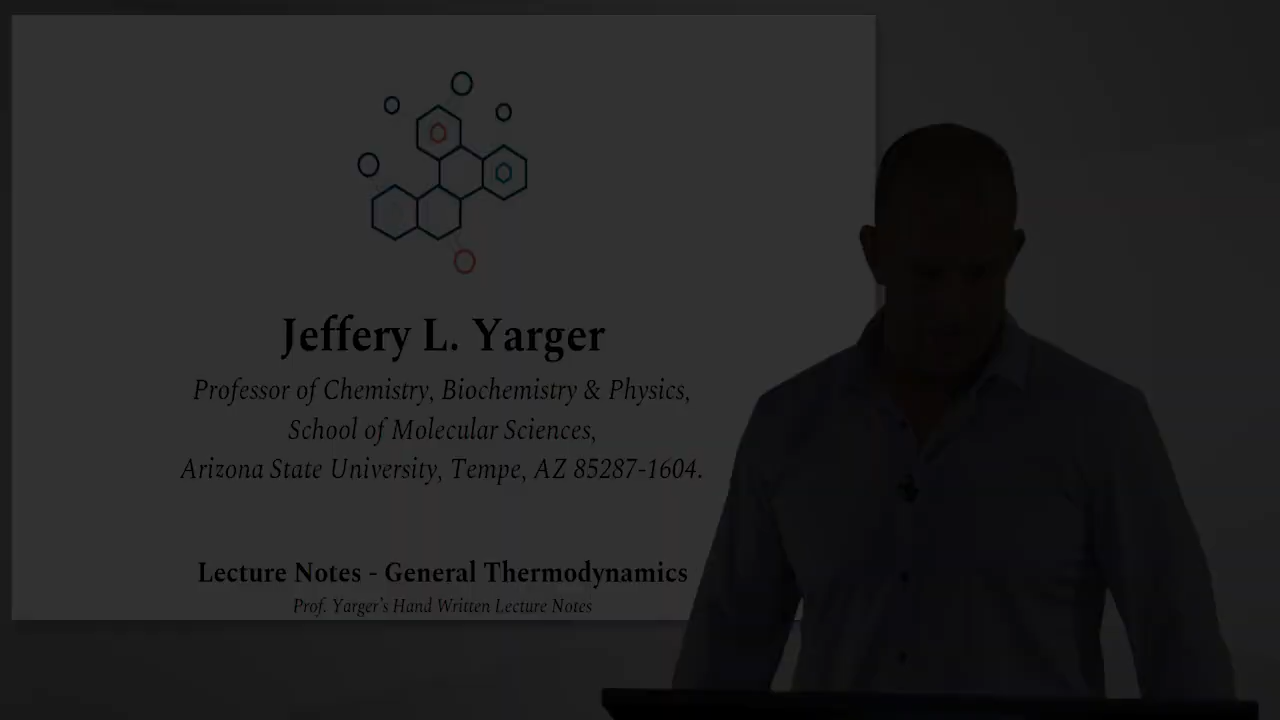 Jeffery L. Yarger
Professor of Chemistry, Biochemistry & Physics,
School of Molecular Sciences,
Arizona State University, Tempe, AZ 85287-1604.
Lecture Notes - General Thermodynamics
Prof. Yarger's Hand Written Lecture Notes